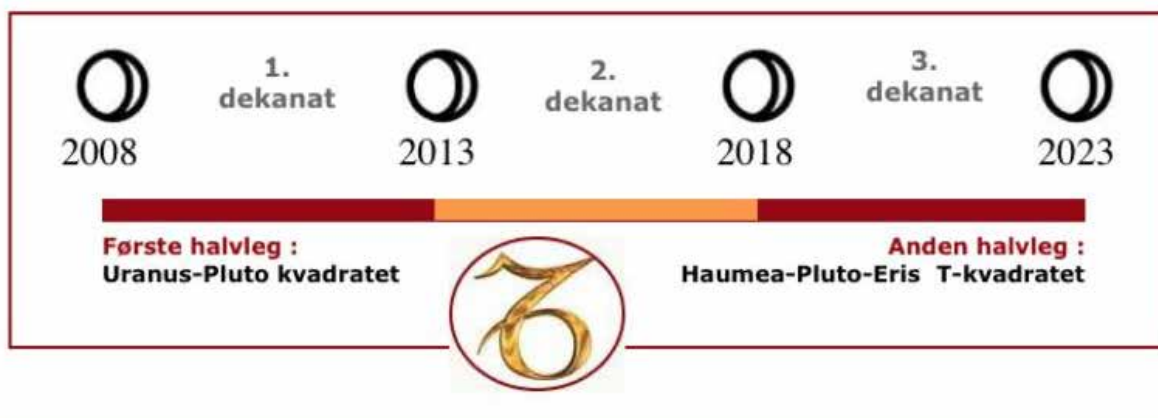 1.
dekanat
2.
dekanat
3.
dekanat
2008
2013
2018
2023
Første halvleg :
Uranus-Pluto kvadratet
Anden halvleg :
Haumea-Pluto-Eris T-kvadratet